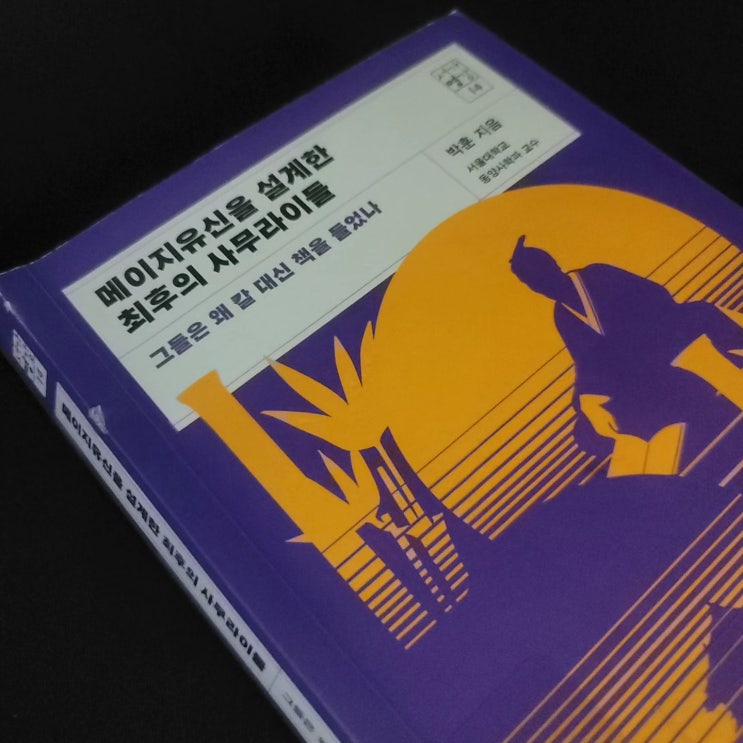 메이지유신을 설계한
최후의 사무라이들
그들은 왜 칼 대신 책을 들었나
박훈 지음
서울대학교
동양사학과 교수
메이지유신을 설계한 최후의 사무라이들